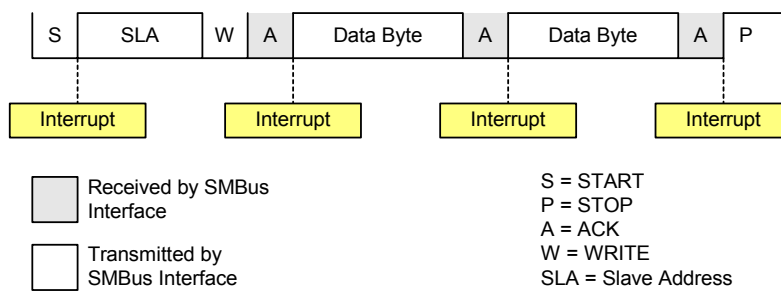 S SLA W A Data Byte A Data Byte A P
Interrupt Interrupt Interrupt Interrupt
Received by SMBus
Interface
Transmitted by
SMBus Interface
S = START
P = STOP
A = ACK
W = WRITE
SLA = Slave Address